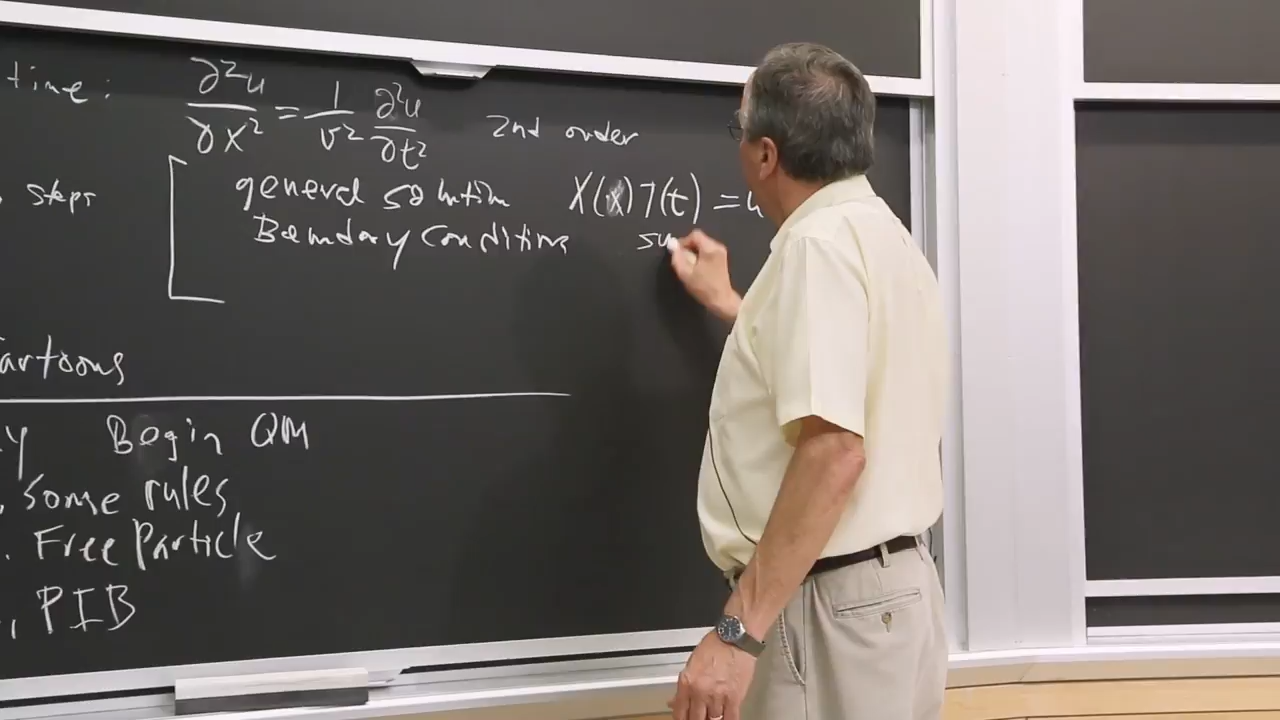 time: ∂²u/∂x² = 1/v² ∂²u/∂t² 2nd order
steps general solution X(x)T(t) = u
Boundary Conditions su
artoons
y Begin QM
. Some rules
. Free Particle
. PIB